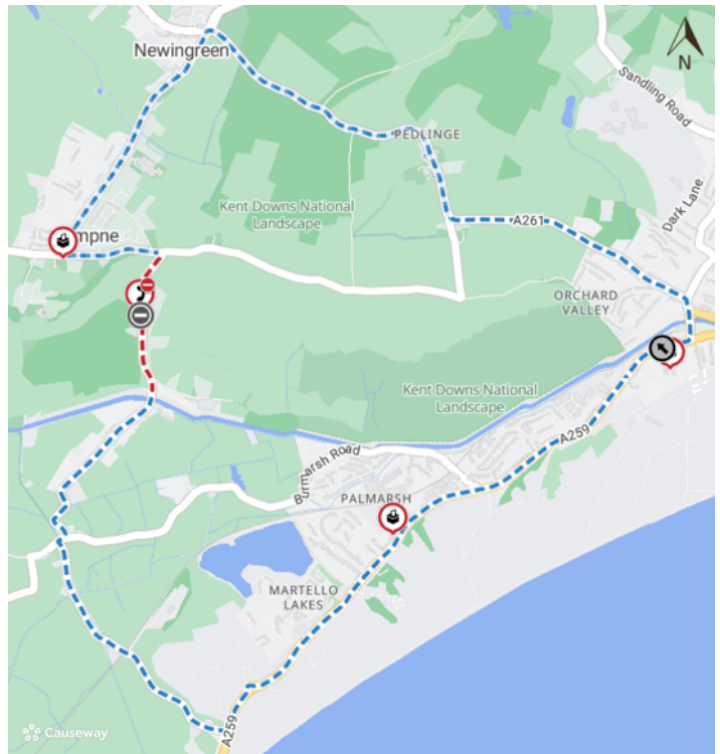 Newingreen
N
Sandling Road
PEDLINGE
Kent Downs National
Landscape
A261
Dark Lane
mpne
ORCHARD
VALLEY
Kent Downs National
Landscape
A259
Burmarsh Road
PALMARSH
MARTELLO
LAKES
A259
Causeway